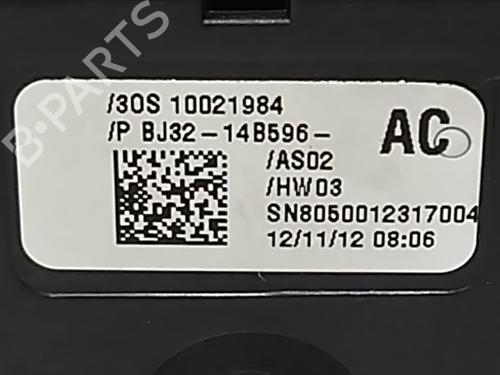 B-PARTS
/3OS 10021984
/P BJ32-14B596- AC
/AS02
/HW03
SN8050012317004
12/11/12 08:06